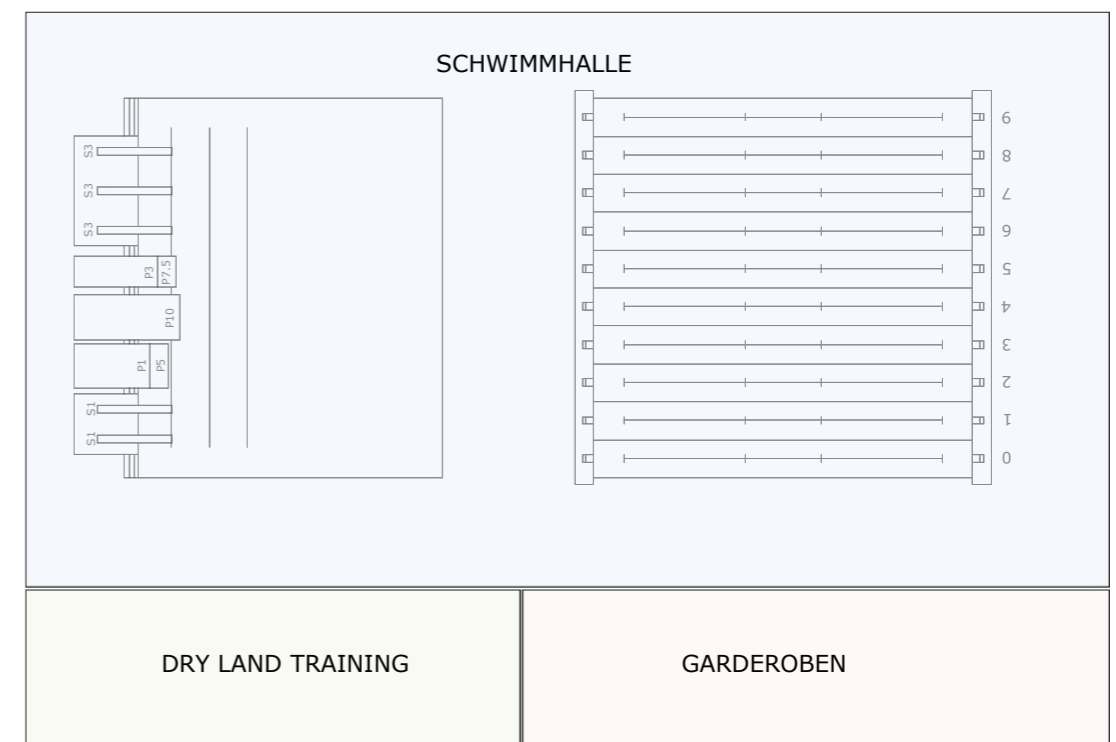 SCHWIMMHALLE
S3
S3
S3
P3
P7.5
P10
P1
P5
S1
S1
9
8
7
6
5
4
3
2
1
0
DRY LAND TRAINING
GARDEROBEN